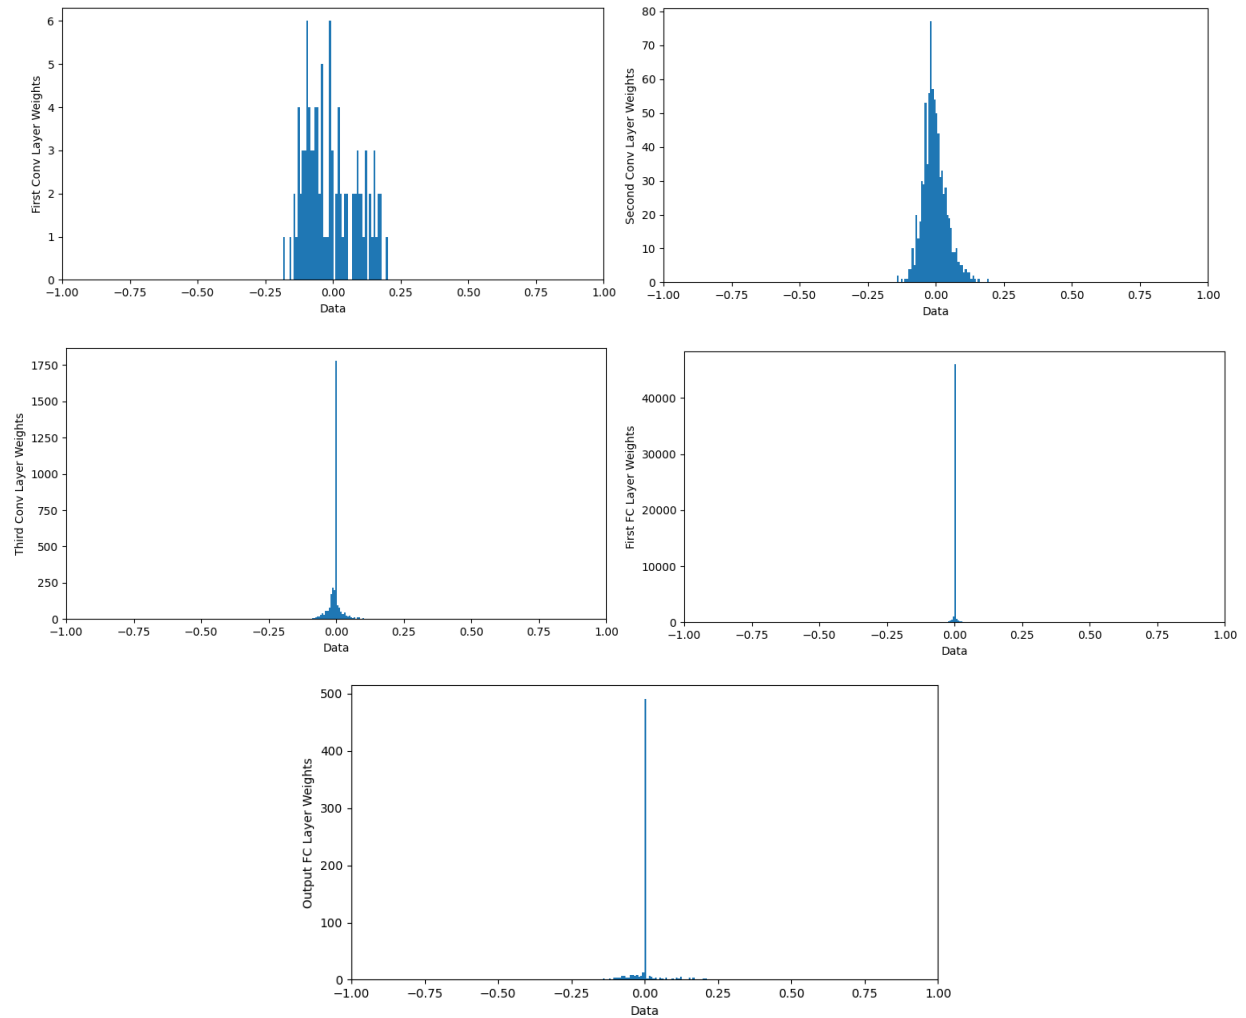 First Conv Layer Weights
6
5
4
3
2
1
0
−1.00 −0.75 −0.50 −0.25 0.00 0.25 0.50 0.75 1.00
Data
Second Conv Layer Weights
80
70
60
50
40
30
20
10
0
−1.00 −0.75 −0.50 −0.25 0.00 0.25 0.50 0.75 1.00
Data
Third Conv Layer Weights
1750
1500
1250
1000
750
500
250
0
−1.00 −0.75 −0.50 −0.25 0.00 0.25 0.50 0.75 1.00
Data
First FC Layer Weights
40000
30000
20000
10000
0
−1.00 −0.75 −0.50 −0.25 0.00 0.25 0.50 0.75 1.00
Data
Output FC Layer Weights
500
400
300
200
100
0
−1.00 −0.75 −0.50 −0.25 0.00 0.25 0.50 0.75 1.00
Data